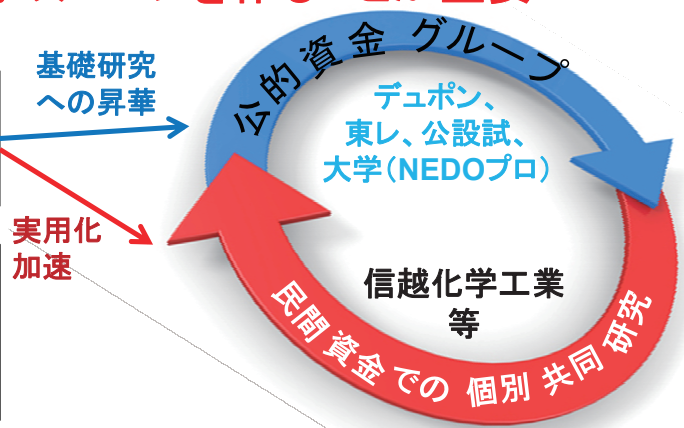 基礎研究
への昇華
公的資金 グループ
デュポン、
東レ、公設試、
大学（NEDOプロ）
実用化
加速
信越化学工業
等
民間資金での 個別 共同 研究